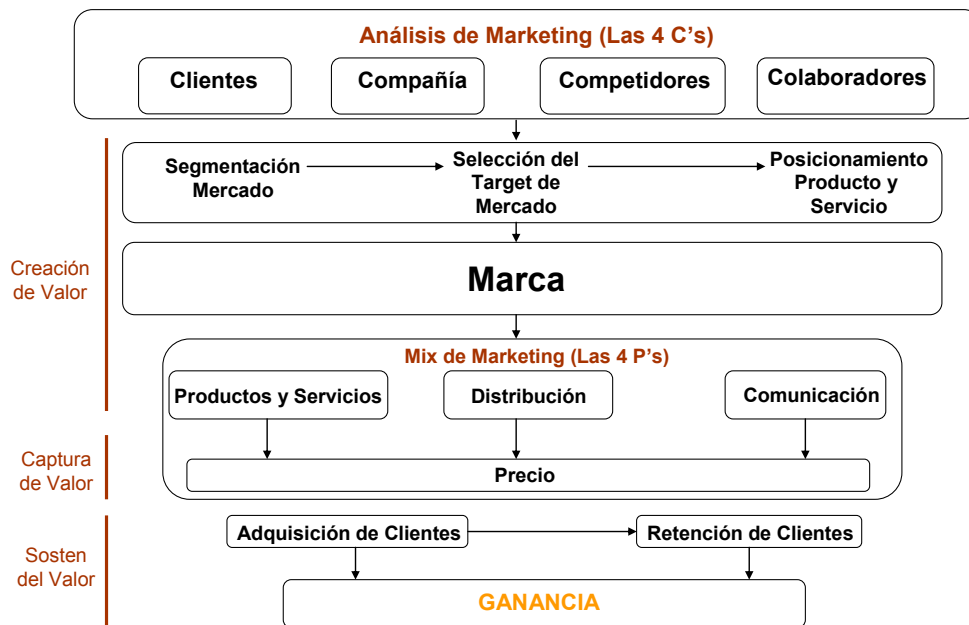 Análisis de Marketing (Las 4 C's)
Clientes
Compañía
Competidores
Colaboradores
Segmentación
Mercado
Selección del
Target de
Mercado
Posicionamiento
Producto y
Servicio
Creación
de Valor
Marca
Mix de Marketing (Las 4 P's)
Productos y Servicios
Distribución
Comunicación
Captura
de Valor
Precio
Adquisición de Clientes
Retención de Clientes
Sosten
del Valor
GANANCIA